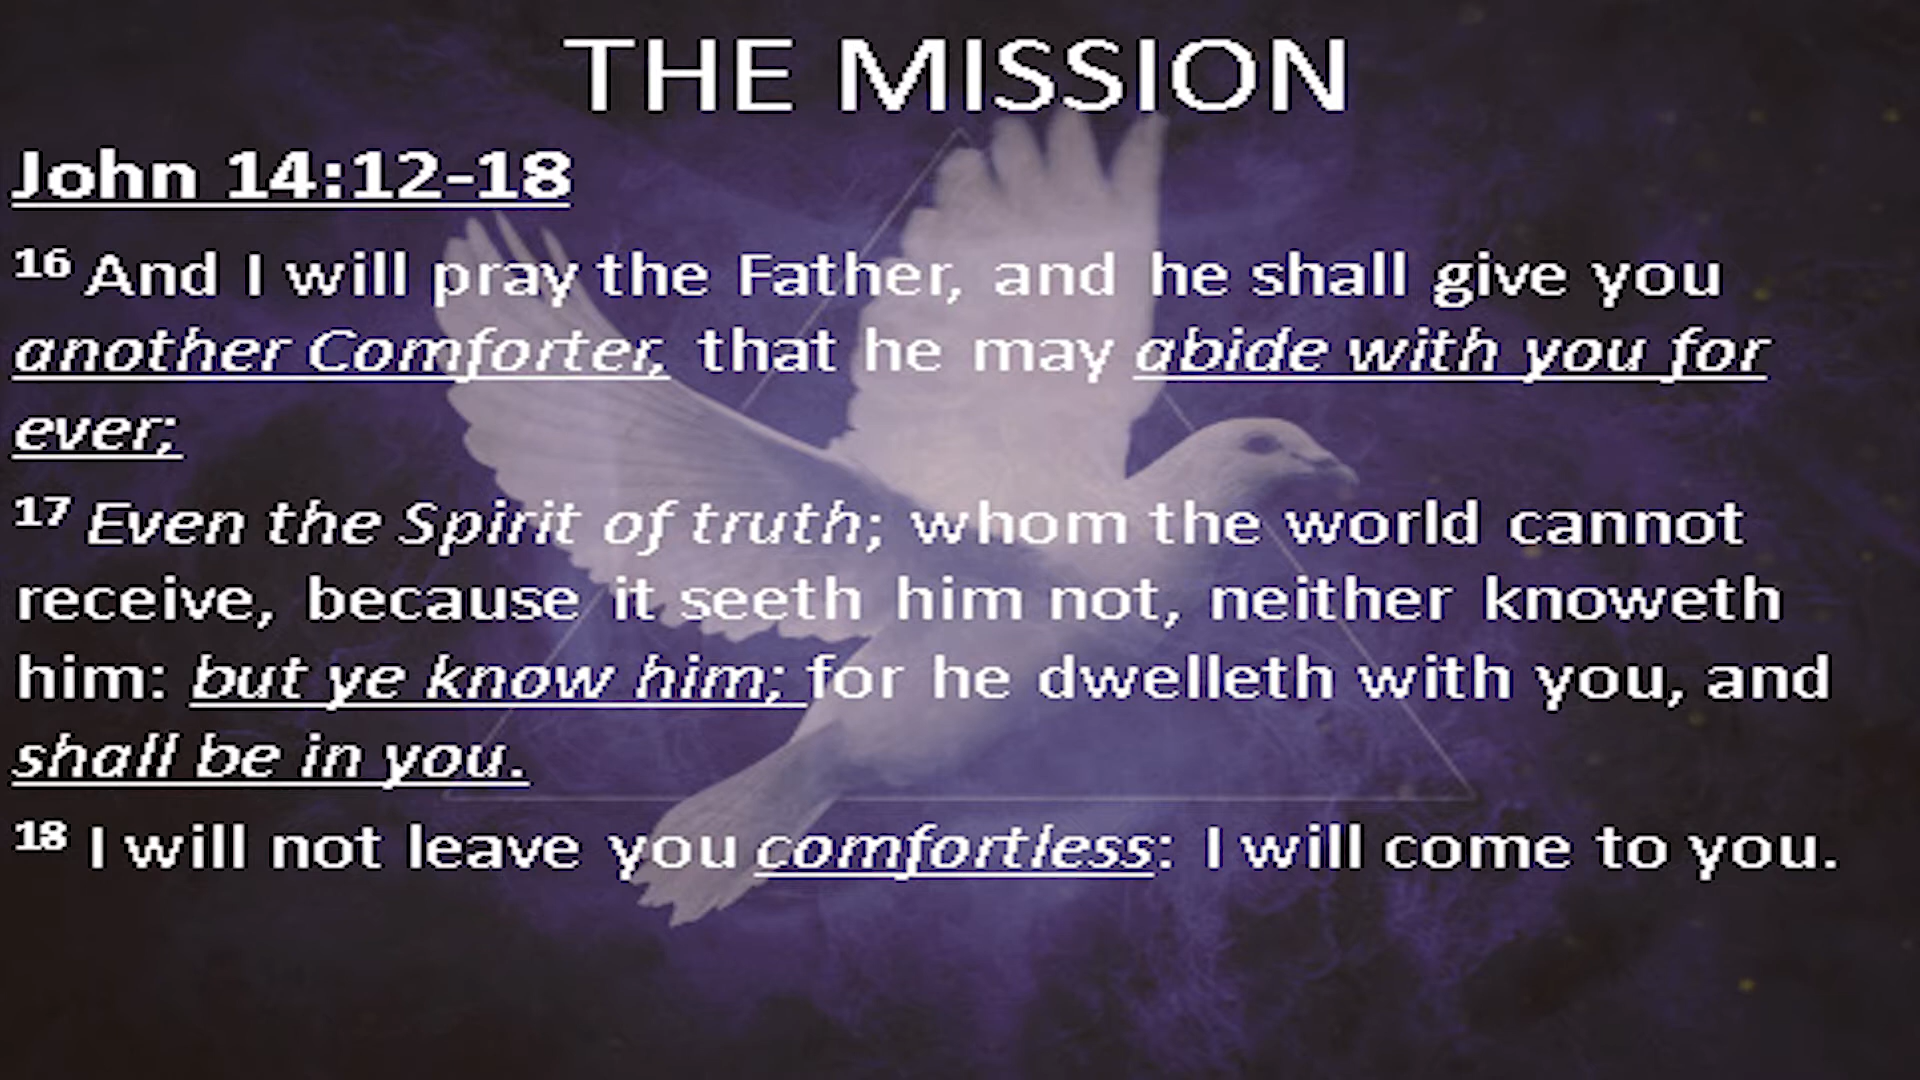 THE MISSION
John 14:12-18
16 And I will pray the Father, and he shall give you
another Comforter, that he may abide with you for
ever;
17 Even the Spirit of truth; whom the world cannot
receive, because it seeth him not, neither knoweth
him: but ye know him; for he dwelleth with you, and
shall be in you.
18 I will not leave you comfortless: I will come to you.